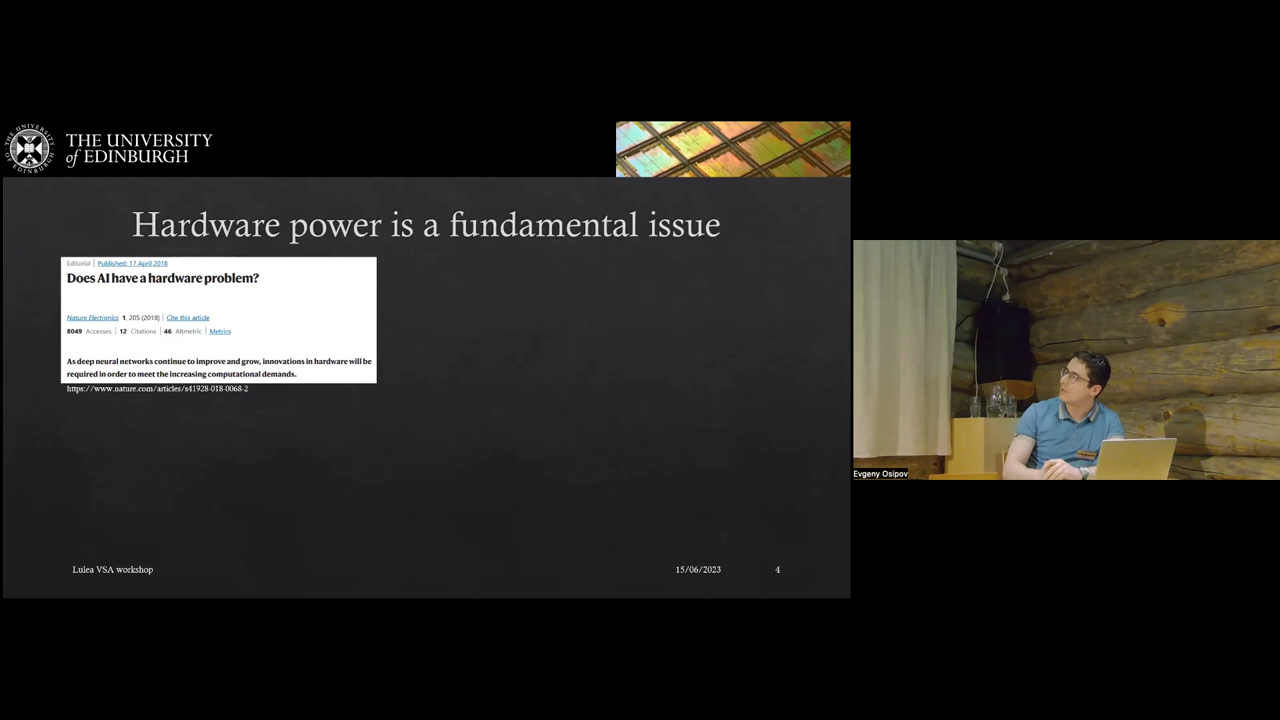 THE UNIVERSITY
of EDINBURGH
Hardware power is a fundamental issue
Editorial | Published: 17 April 2018
Does AI have a hardware problem?
Nature Electronics 1, 205 (2018) | Cite this article
8049 Accesses | 12 Citations | 46 Altmetric | Metrics
As deep neural networks continue to improve and grow, innovations in hardware will be
required in order to meet the increasing computational demands.
https://www.nature.com/articles/s41928-018-0068-2
Lulea VSA workshop
15/06/2023
4
Evgeny Osipov